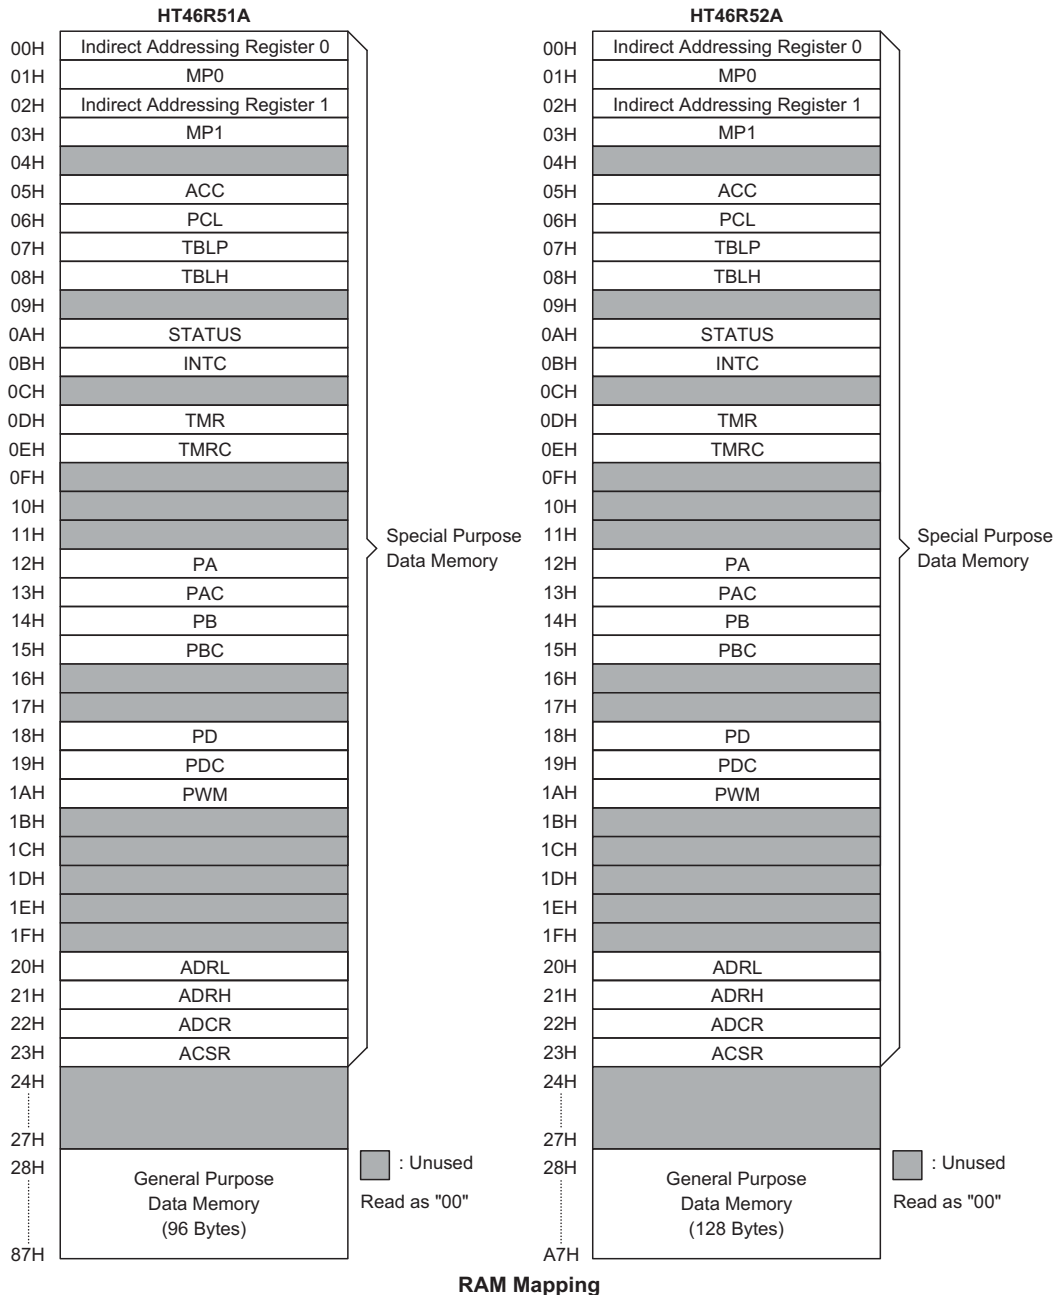 HT46R51A
00H Indirect Addressing Register 0
01H MP0
02H Indirect Addressing Register 1
03H MP1
04H
05H ACC
06H PCL
07H TBLP
08H TBLH
09H
0AH STATUS
0BH INTC
0CH
0DH TMR
0EH TMRC
0FH
10H
11H
12H PA
13H PAC
14H PB
15H PBC
16H
17H
18H PD
19H PDC
1AH PWM
1BH
1CH
1DH
1EH
1FH
20H ADRL
21H ADRH
22H ADCR
23H ACSR
24H
27H
28H
General Purpose
Data Memory
(96 Bytes)
87H
Special Purpose
Data Memory
: Unused
Read as "00"
HT46R52A
00H Indirect Addressing Register 0
01H MP0
02H Indirect Addressing Register 1
03H MP1
04H
05H ACC
06H PCL
07H TBLP
08H TBLH
09H
0AH STATUS
0BH INTC
0CH
0DH TMR
0EH TMRC
0FH
10H
11H
12H PA
13H PAC
14H PB
15H PBC
16H
17H
18H PD
19H PDC
1AH PWM
1BH
1CH
1DH
1EH
1FH
20H ADRL
21H ADRH
22H ADCR
23H ACSR
24H
27H
28H
General Purpose
Data Memory
(128 Bytes)
A7H
Special Purpose
Data Memory
: Unused
Read as "00"
RAM Mapping